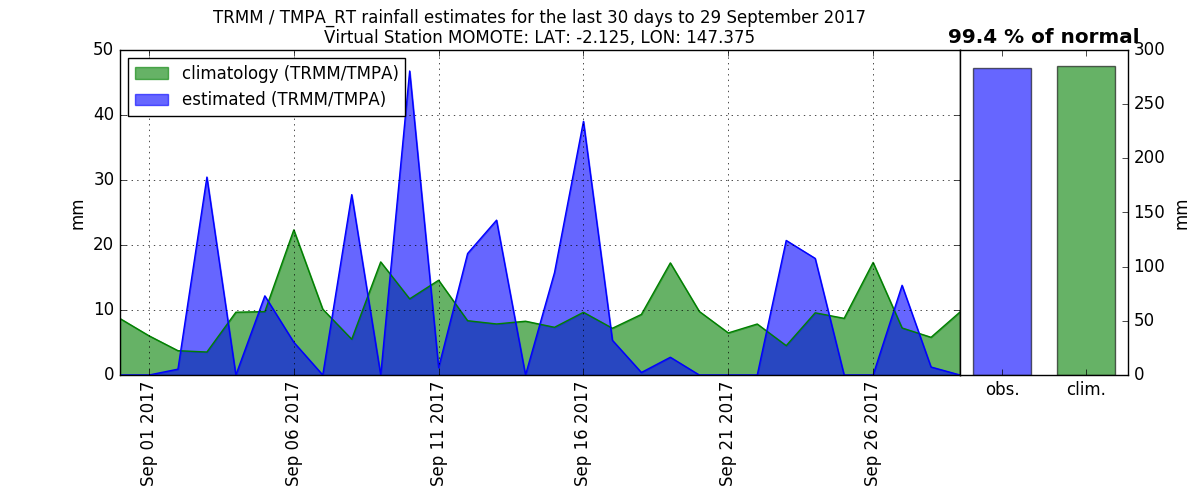 TRMM / TMPA_RT rainfall estimates for the last 30 days to 29 September 2017
Virtual Station MOMOTE: LAT: -2.125, LON: 147.375
99.4 % of normal
climatology (TRMM/TMPA)
estimated (TRMM/TMPA)
50
40
30
20
10
0
mm
Sep 01 2017
Sep 06 2017
Sep 11 2017
Sep 16 2017
Sep 21 2017
Sep 26 2017
obs.
clim.
300
250
200
150
100
50
0
mm